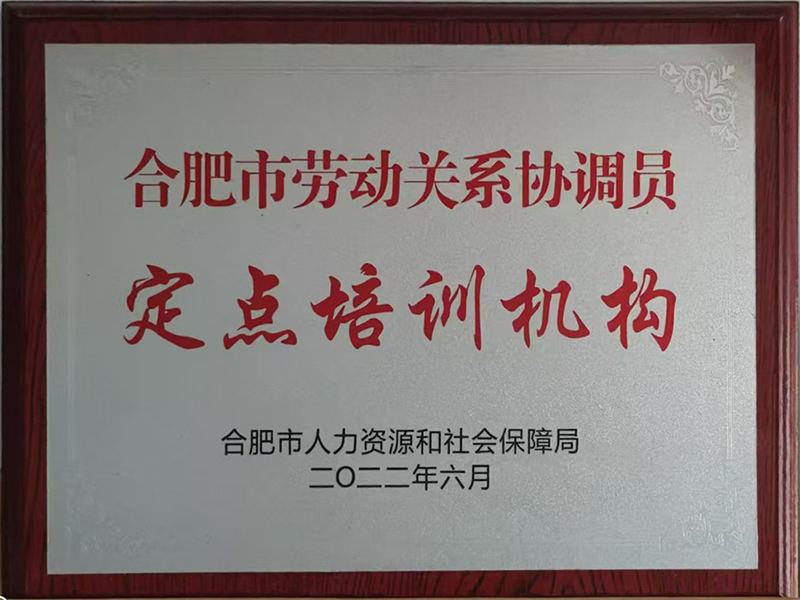 合肥市劳动关系协调员
定点培训机构
合肥市人力资源和社会保障局
二〇二二年六月